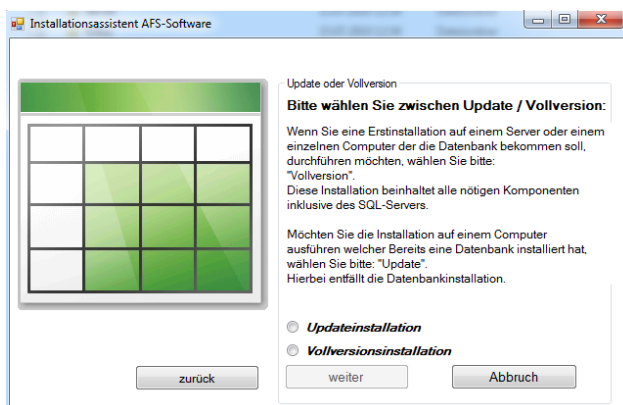 Installationsassistent AFS-Software
Update oder Vollversion
Bitte wählen Sie zwischen Update / Vollversion:
Wenn Sie eine Erstinstallation auf einem Server oder einem
einzelnen Computer der die Datenbank bekommen soll,
durchführen möchten, wählen Sie bitte:
"Vollversion".
Diese Installation beinhaltet alle nötigen Komponenten
inklusive des SQL-Servers.
Möchten Sie die Installation auf einem Computer
ausführen welcher Bereits eine Datenbank installiert hat,
wählen Sie bitte: "Update".
Hierbei entfällt die Datenbankinstallation.
Updateinstallation
Vollversionsinstallation
zurück weiter Abbruch